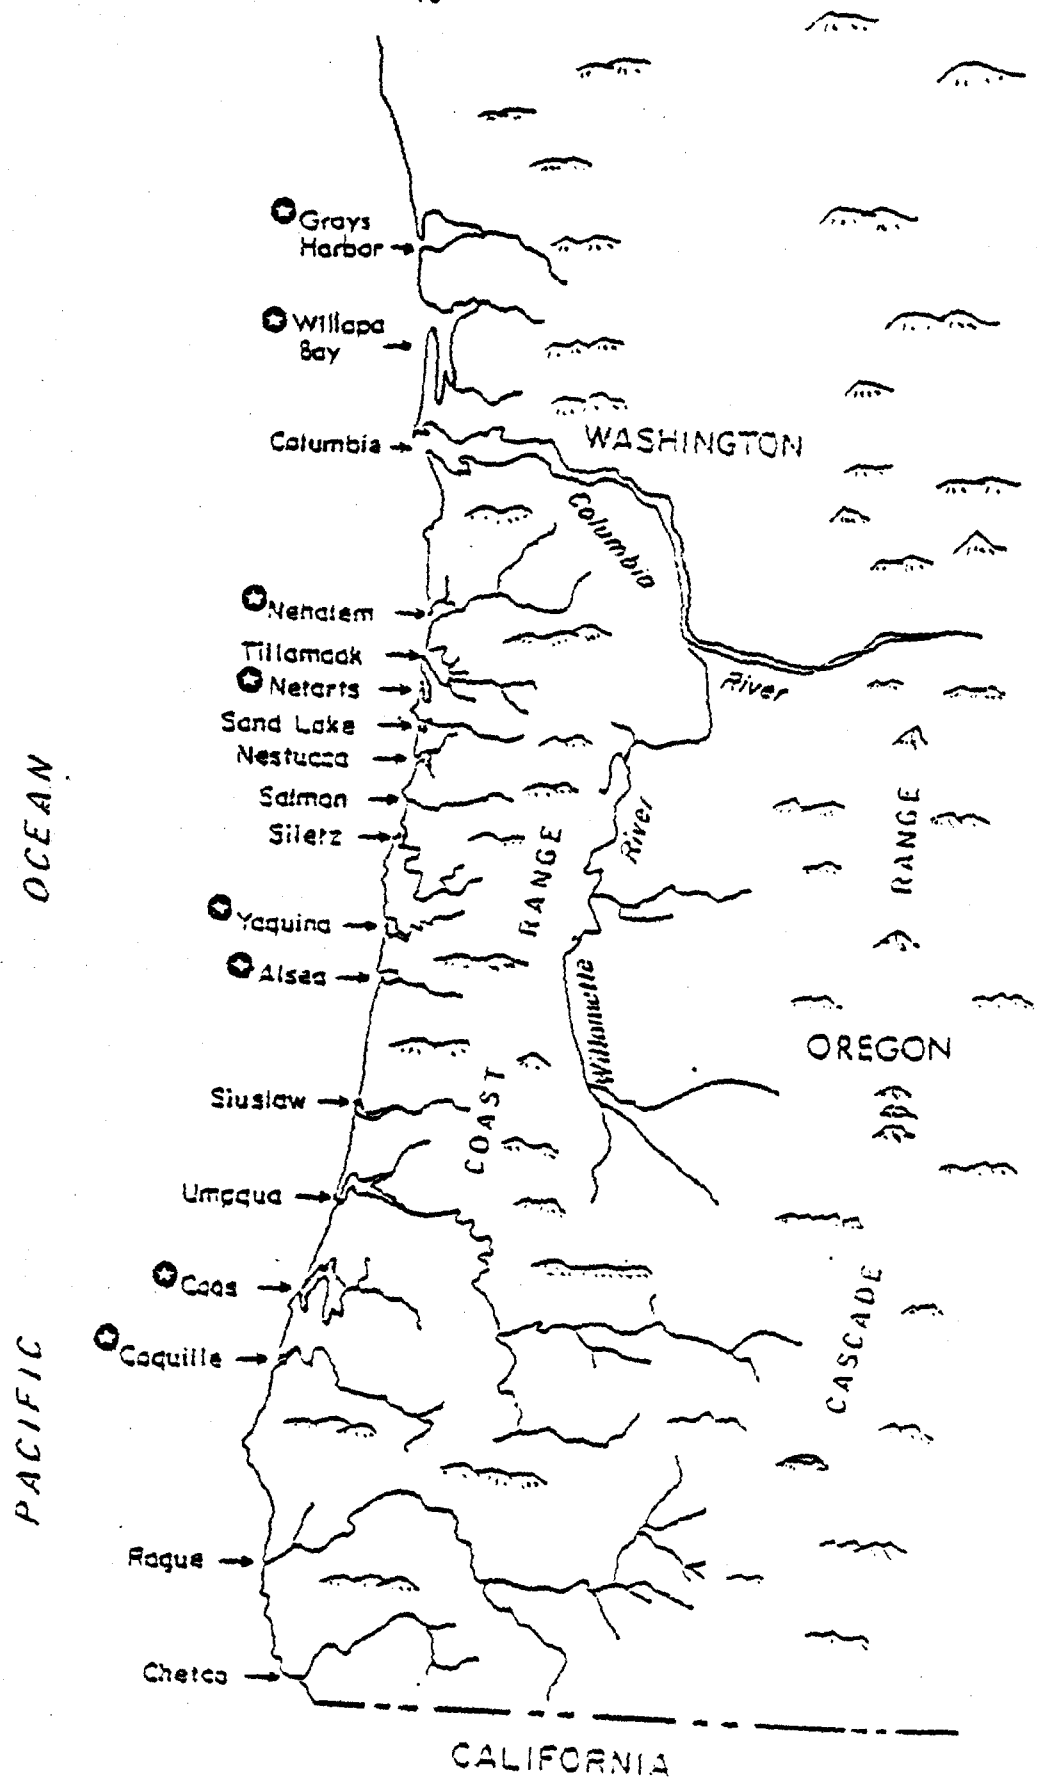 Grays
Harbor
Willapa
Bay
Columbia
WASHINGTON
Columbia
River
Nehalem
Tillamook
Netarts
Sand Lake
Nestucca
Salmon
Siletz
Yaquina
Alsea
Siuslaw
Umpqua
Coos
Coquille
Rogue
Chetco
PACIFIC OCEAN
COAST RANGE
Willamette River
OREGON
CASCADE RANGE
CALIFORNIA